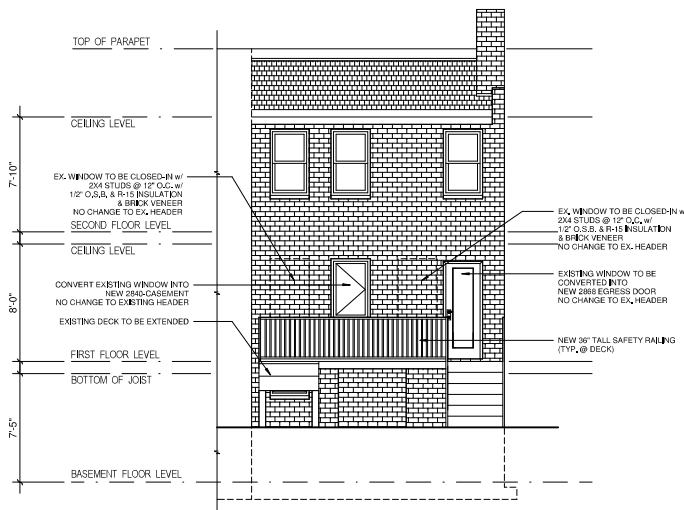 TOP OF PARAPET
CEILING LEVEL
7'-10"
EX. WINDOW TO BE CLOSED-IN w/
2X4 STUDS @ 12" O.C. w/
1/2" O.S.B. & R-15 INSULATION
& BRICK VENEER
NO CHANGE TO EX. HEADER
SECOND FLOOR LEVEL
CEILING LEVEL
EX. WINDOW TO BE CLOSED-IN w
2X4 STUDS @ 12" O.C. w/
1/2" O.S.B. & R-15 INSULATION
& BRICK VENEER
NO CHANGE TO EX. HEADER
8'-0"
CONVERT EXISTING WINDOW INTO
NEW 2840-CASEMENT
NO CHANGE TO EXISTING HEADER
EXISTING WINDOW TO BE
CONVERTED INTO
NEW 2868 EGRESS DOOR
NO CHANGE TO EX. HEADER
EXISTING DECK TO BE EXTENDED
NEW 36" TALL SAFETY RAILING
(TYP. @ DECK)
FIRST FLOOR LEVEL
BOTTOM OF JOIST
7'-5"
BASEMENT FLOOR LEVEL